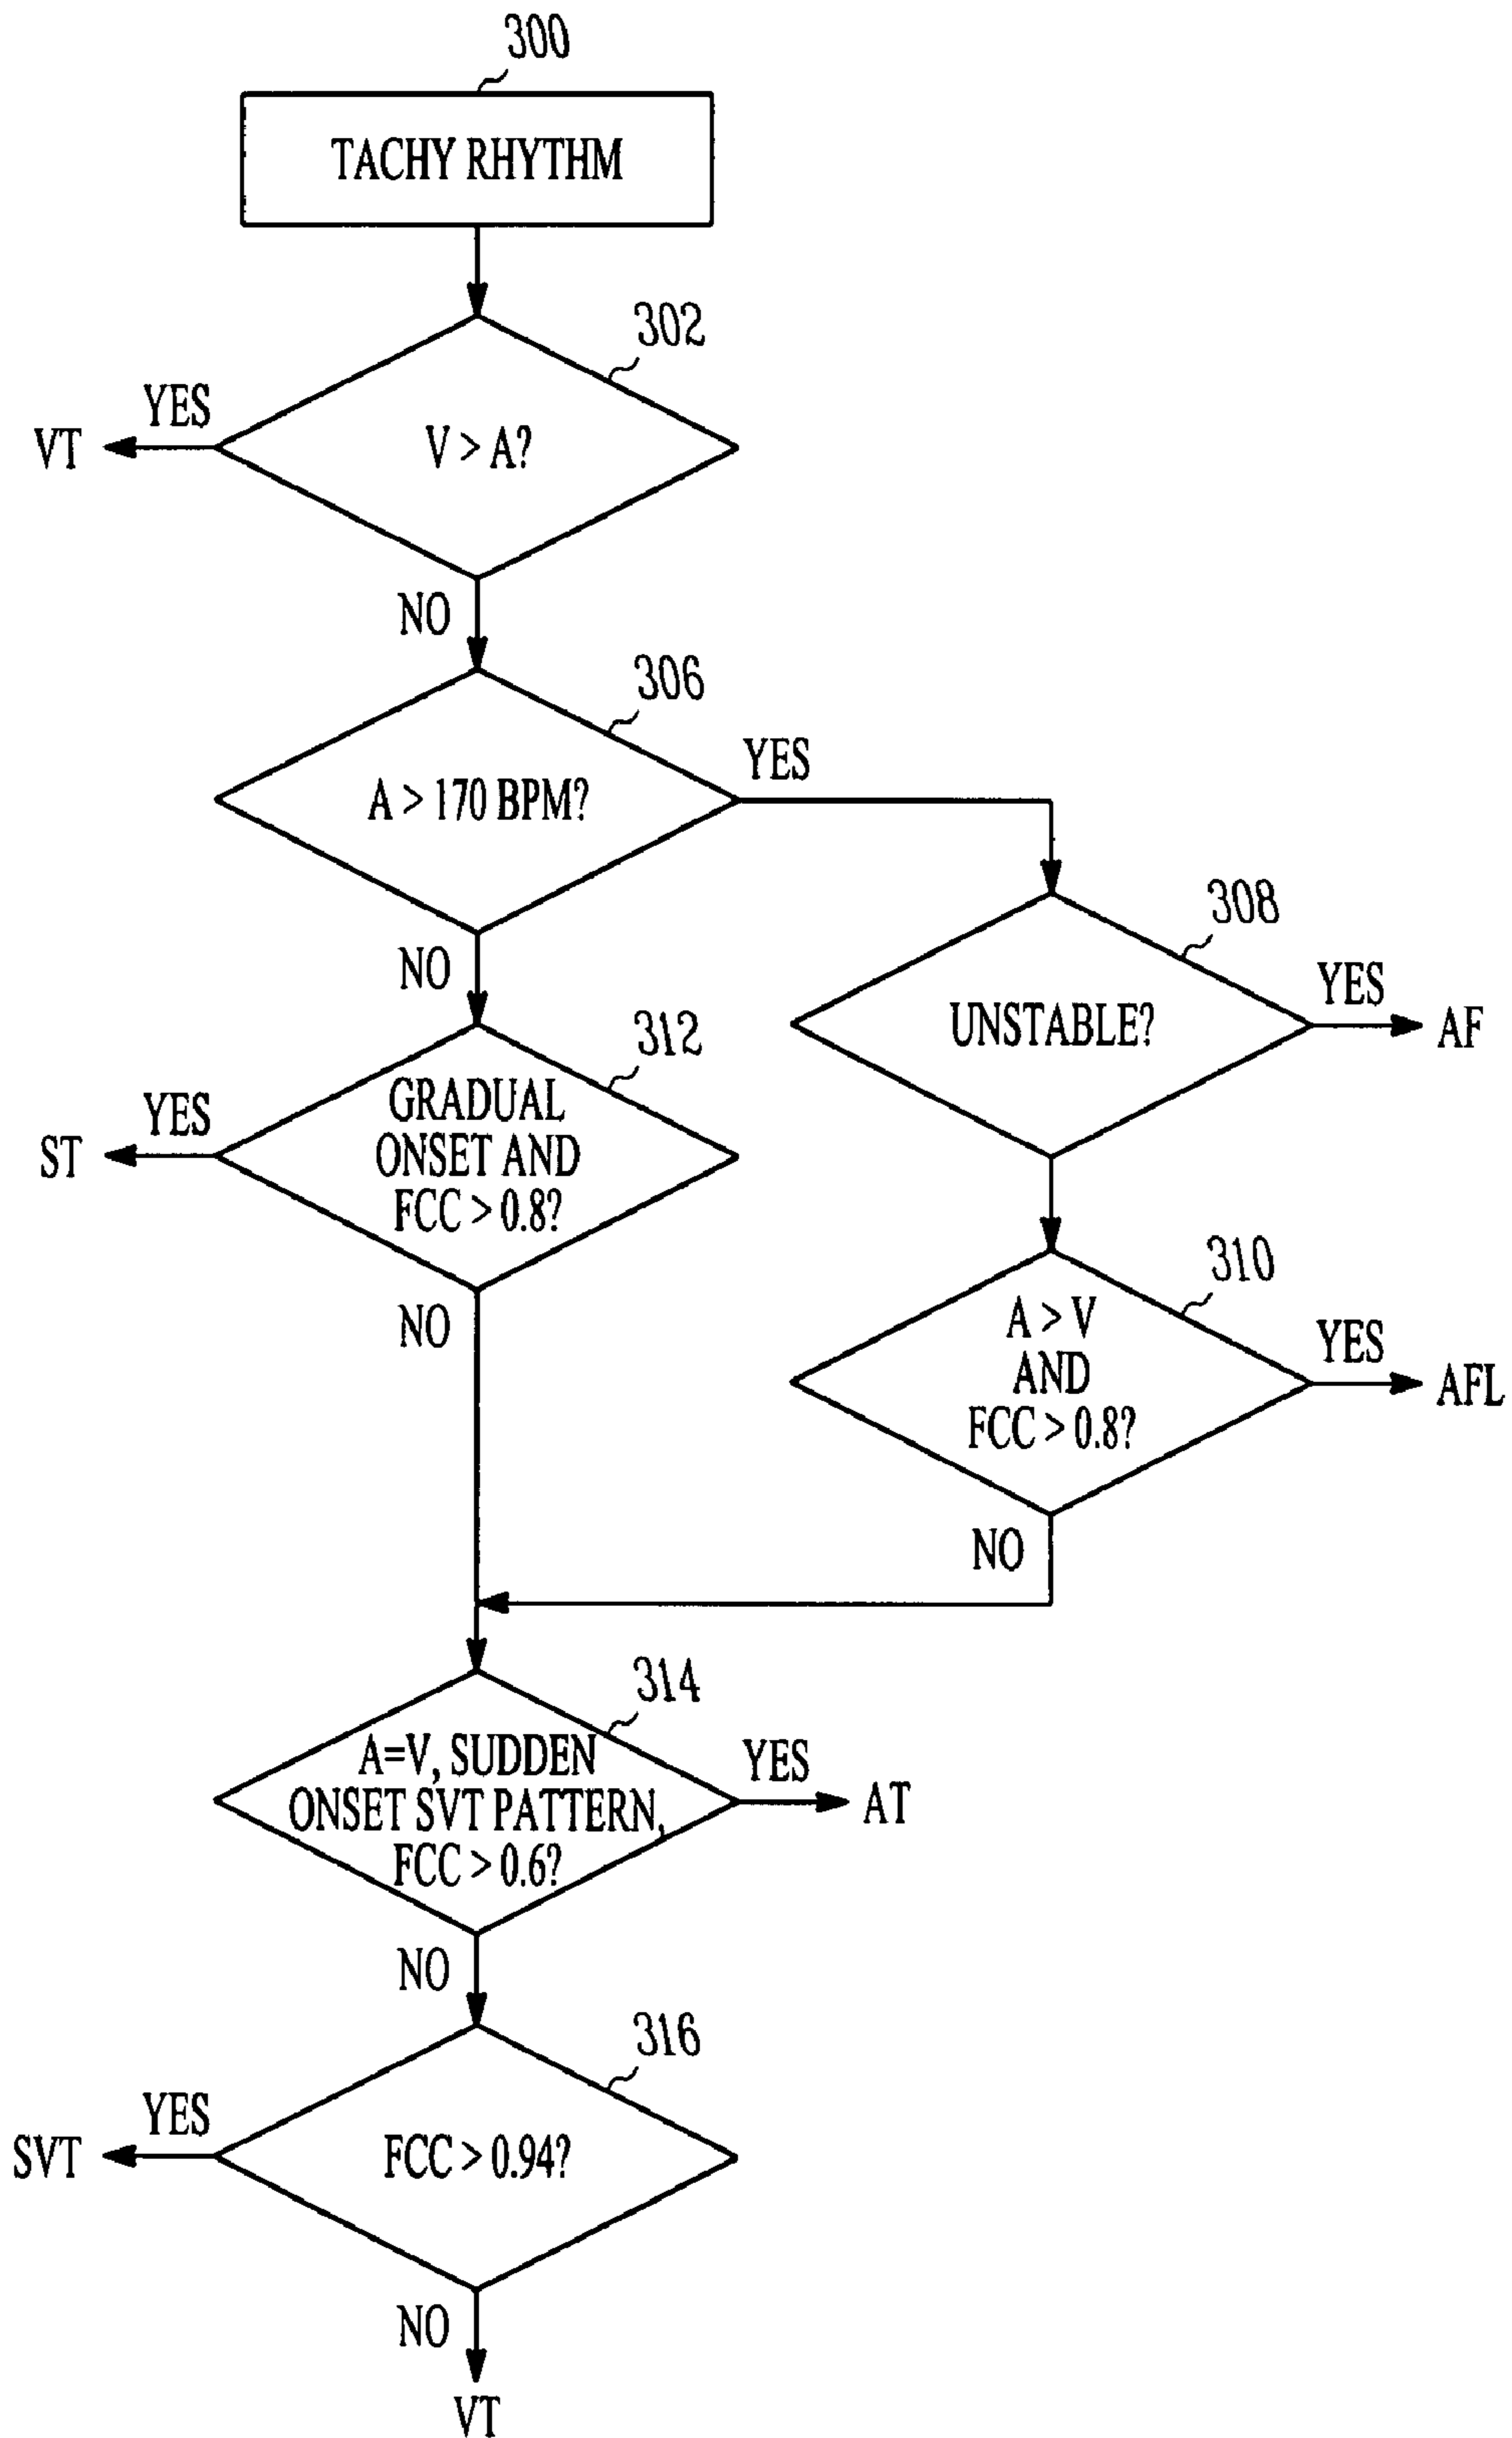 300
TACHY RHYTHM
302
YES
VT
V > A?
NO
306
A > 170 BPM?
YES
NO
308
UNSTABLE?
YES
AF
312
GRADUAL
ONSET AND
FCC > 0.8?
YES
ST
NO
310
A > V
AND
FCC > 0.8?
YES
AFL
NO
314
A=V, SUDDEN
ONSET SVT PATTERN,
FCC > 0.6?
YES
AT
NO
316
YES
SVT
FCC > 0.94?
NO
VT